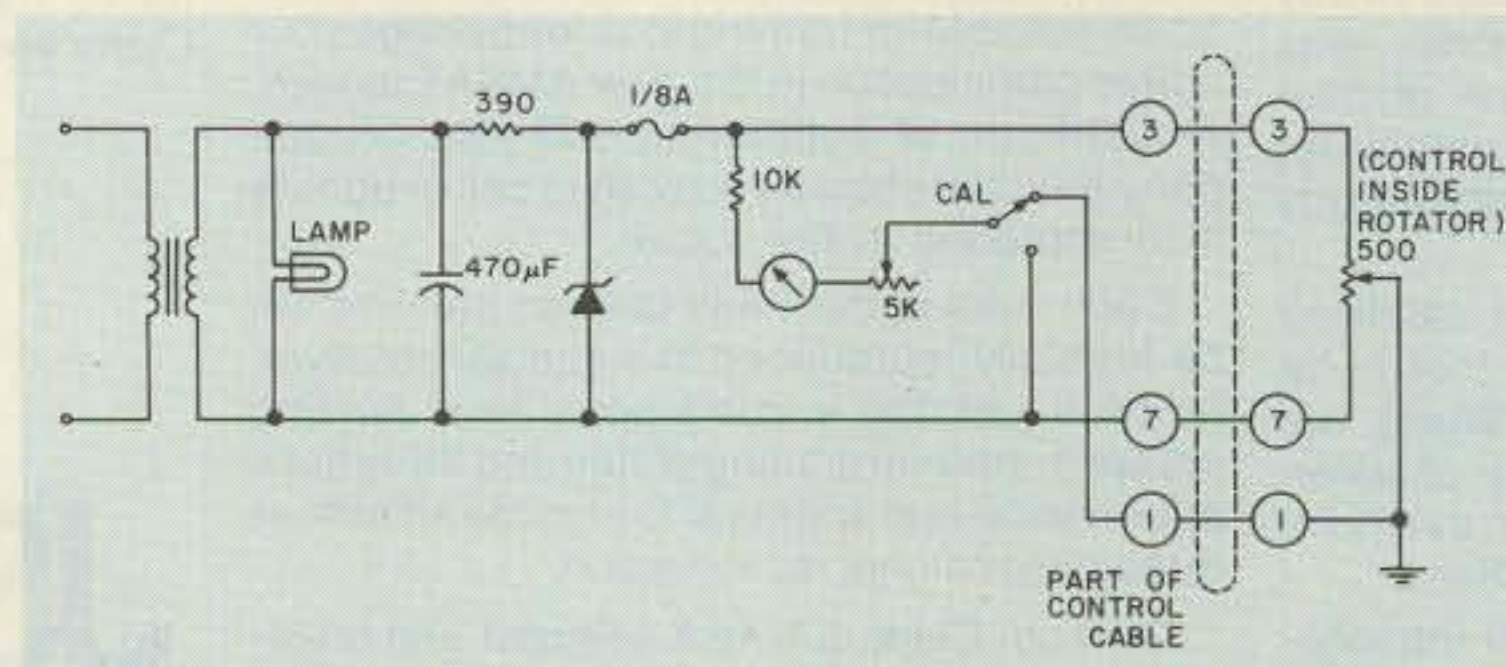 390
1/8A
3
3
10K
CAL
(CONTROL
INSIDE
ROTATOR)
500
LAMP
470µF
5K
7
7
1
1
PART OF
CONTROL
CABLE